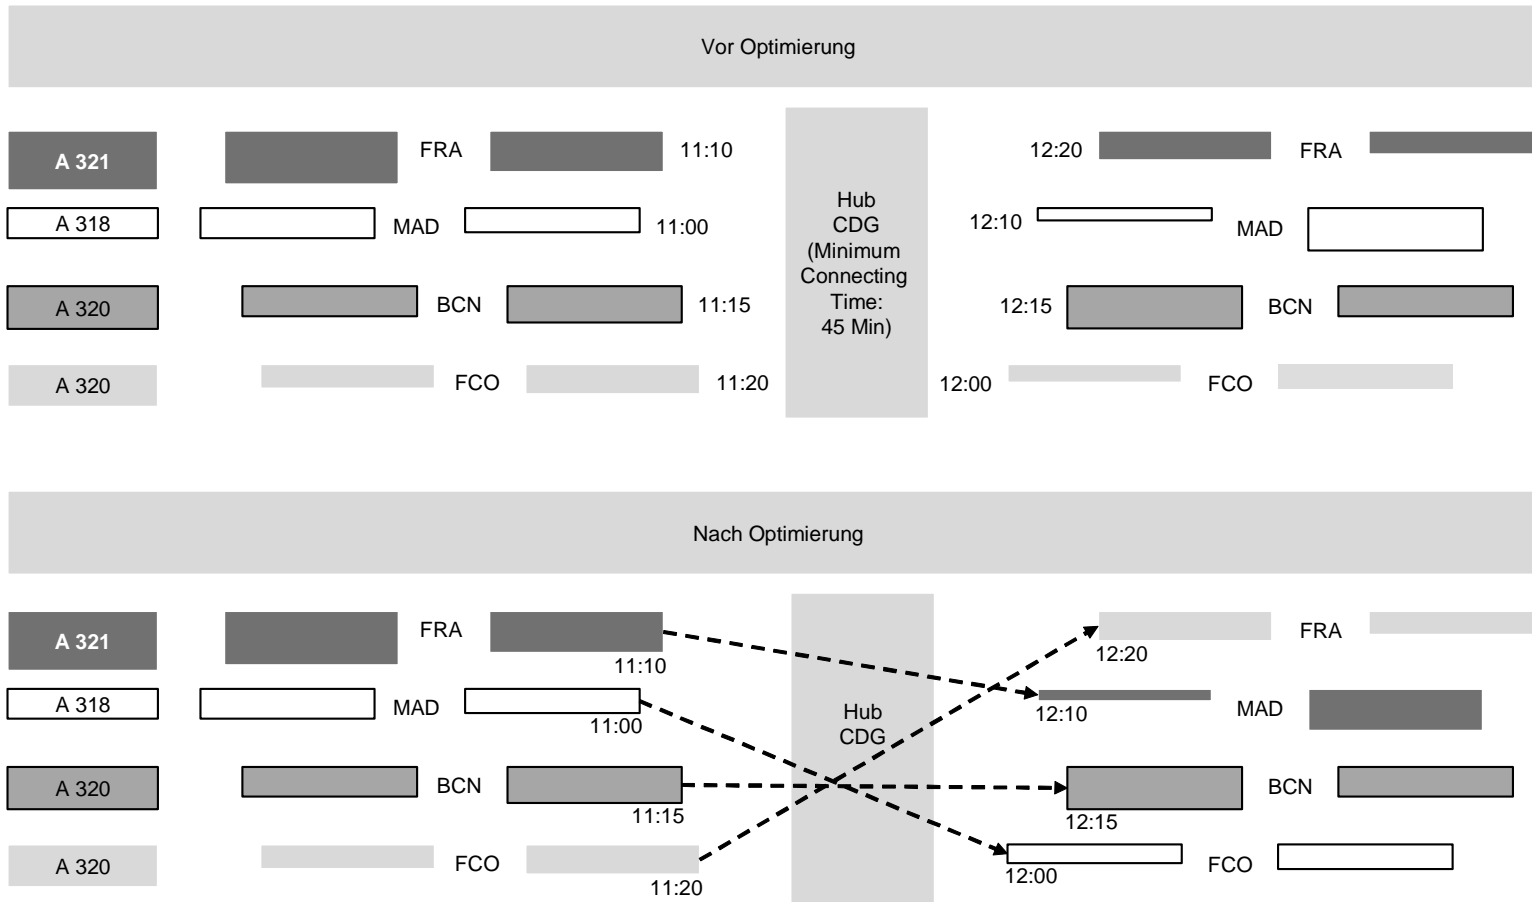 Vor Optimierung
A 321
FRA
11:10
12:20
FRA
A 318
MAD
11:00
12:10
MAD
A 320
BCN
11:15
12:15
BCN
A 320
FCO
11:20
12:00
FCO
Hub
CDG
(Minimum
Connecting
Time:
45 Min)
Nach Optimierung
A 321
FRA
11:10
12:20
FRA
A 318
MAD
11:00
12:10
MAD
A 320
BCN
11:15
12:15
BCN
A 320
FCO
11:20
12:00
FCO
Hub
CDG